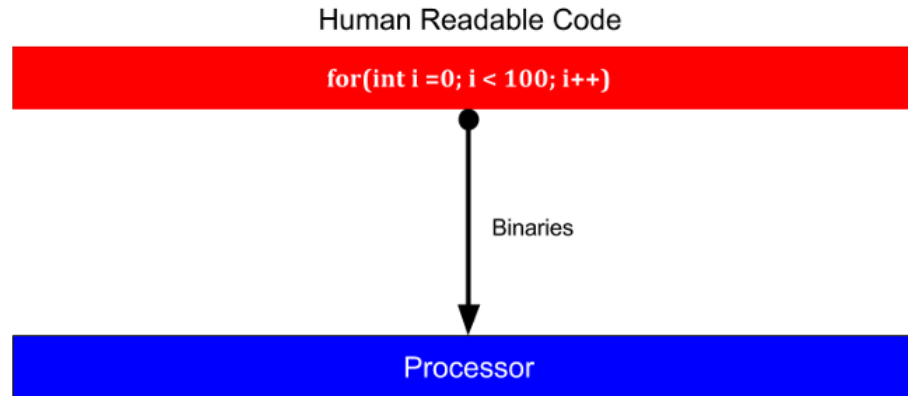 Human Readable Code
for(int i =0; i < 100; i++)
Binaries
Processor